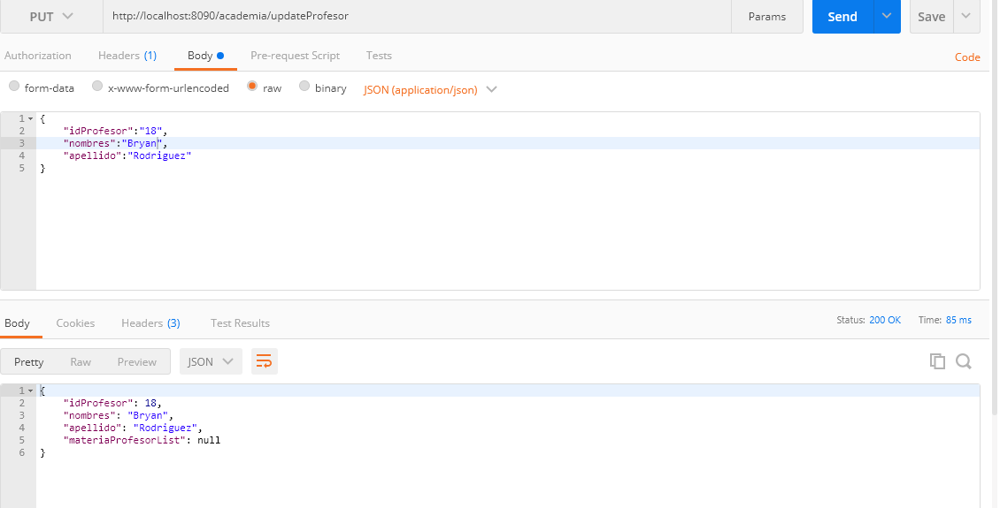 PUT http://localhost:8090/academia/updateProfesor Params Send Save
Authorization Headers (1) Body Pre-request Script Tests Code
form-data x-www-form-urlencoded raw binary JSON (application/json)
1 {
2 "idProfesor":"18",
3 "nombres":"Bryan",
4 "apellido":"Rodriguez"
5 }
Body Cookies Headers (3) Test Results Status: 200 OK Time: 85 ms
Pretty Raw Preview JSON
1 {
2 "idProfesor": 18,
3 "nombres": "Bryan",
4 "apellido": "Rodriguez",
5 "materiaProfesorList": null
6 }